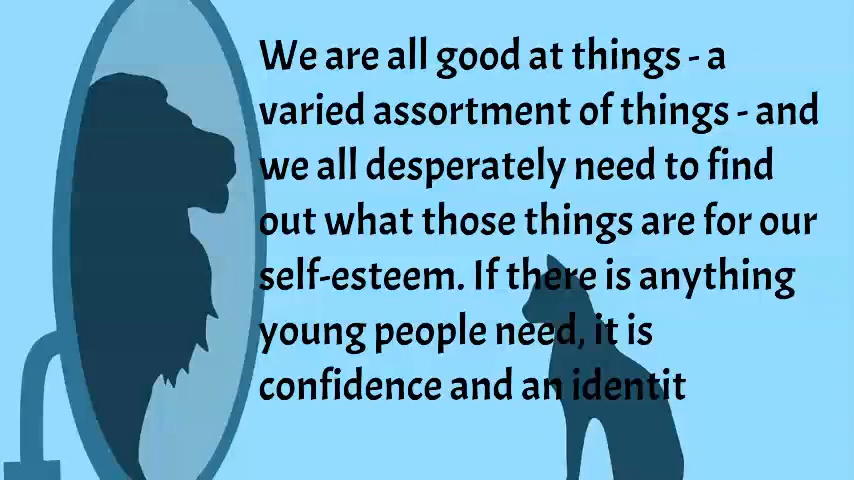 We are all good at things - a
varied assortment of things - and
we all desperately need to find
out what those things are for our
self-esteem. If there is anything
young people need, it is
confidence and an identit